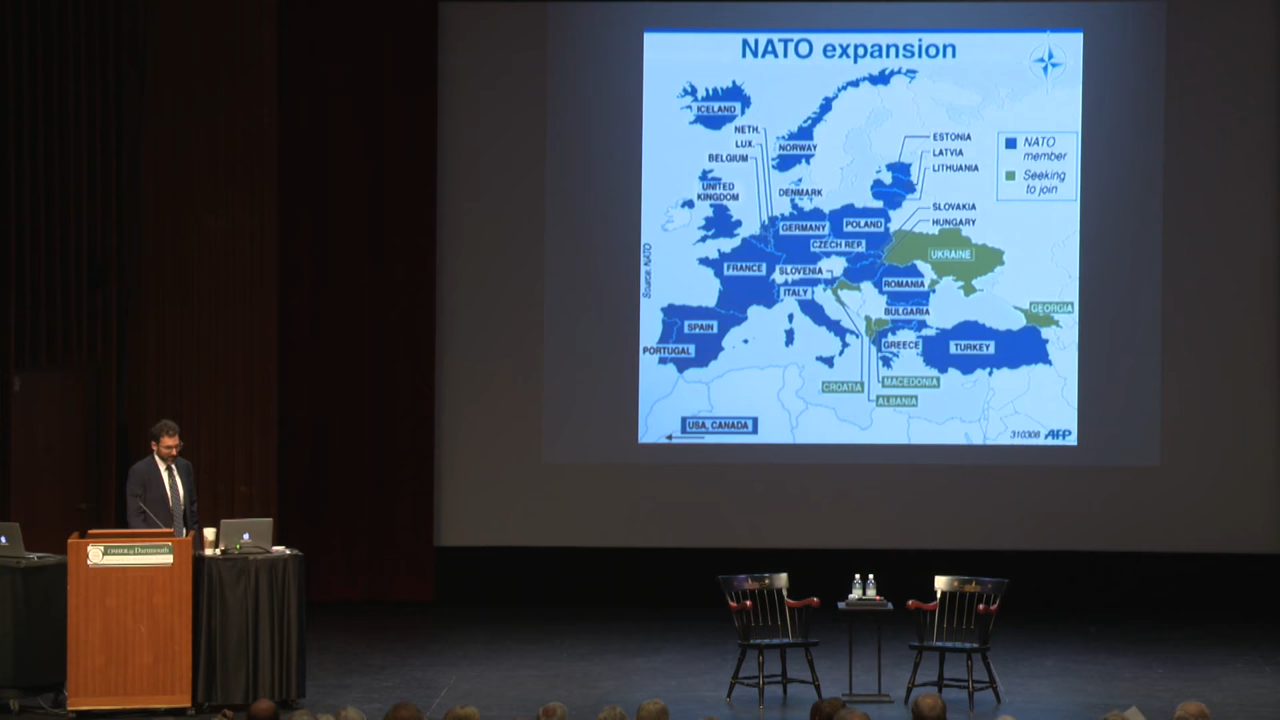 NATO expansion
ICELAND
NETH.
LUX.
BELGIUM
NORWAY
ESTONIA
LATVIA
LITHUANIA
NATO
member
Seeking
to join
UNITED
KINGDOM
DENMARK
SLOVAKIA
HUNGARY
GERMANY
POLAND
CZECH REP.
UKRAINE
Source: NATO
FRANCE
SLOVENIA
ITALY
ROMANIA
BULGARIA
GEORGIA
SPAIN
PORTUGAL
GREECE
TURKEY
CROATIA
MACEDONIA
ALBANIA
USA, CANADA
310308 AFP
OSHER @ Dartmouth